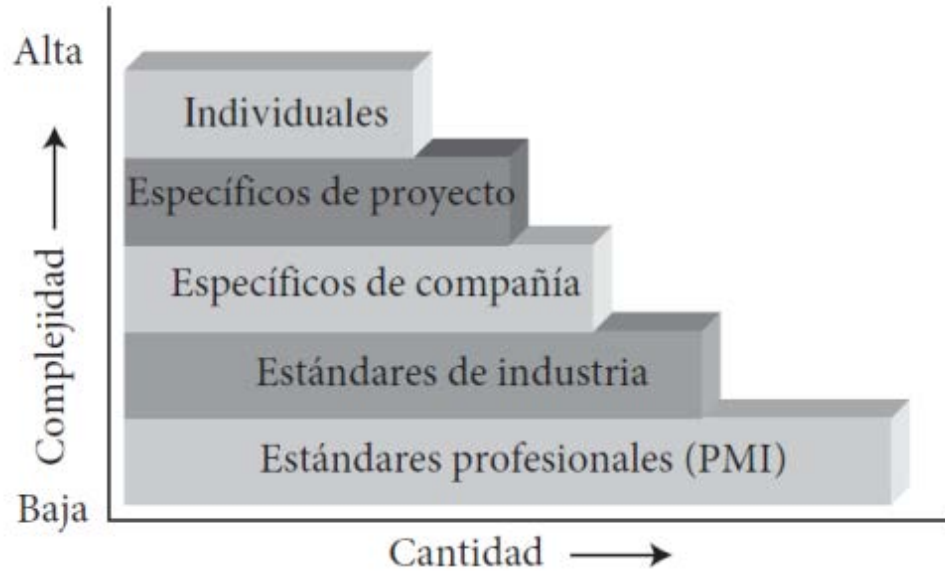 Alta
Individuales
Específicos de proyecto
Específicos de compañía
Estándares de industria
Estándares profesionales (PMI)
Complejidad
Baja
Cantidad